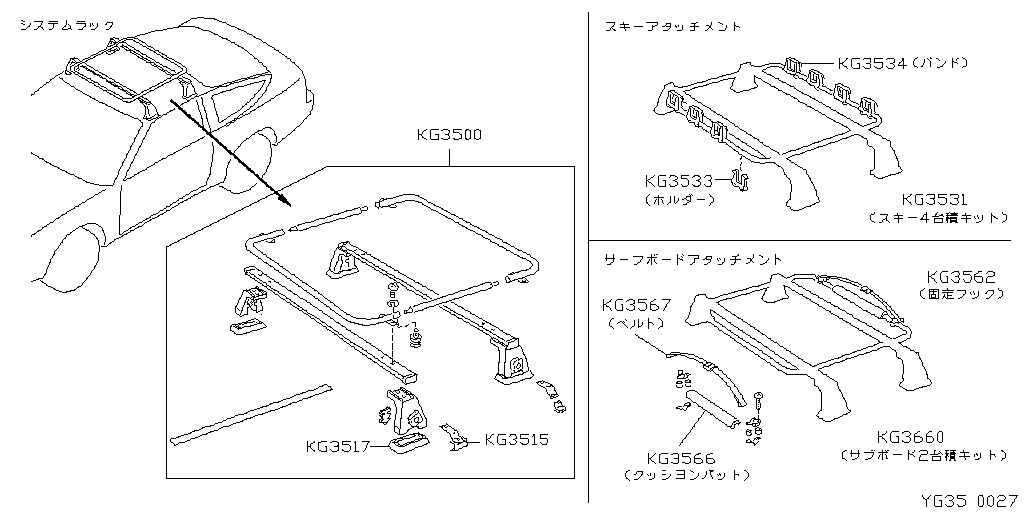 システムラック
KG3500
KG3517
KG3515
スキーアタッチメント
KG3534(バンド)
KG3533
(ホルダー)
KG3531
(スキー4台積キット)
サーフボードアタッチメント
KG3562
(固定フック)
KG3567
(ベルト)
KG3566
(クッションパット)
KG3660
(サブボード2台積キット)
YG35 0027